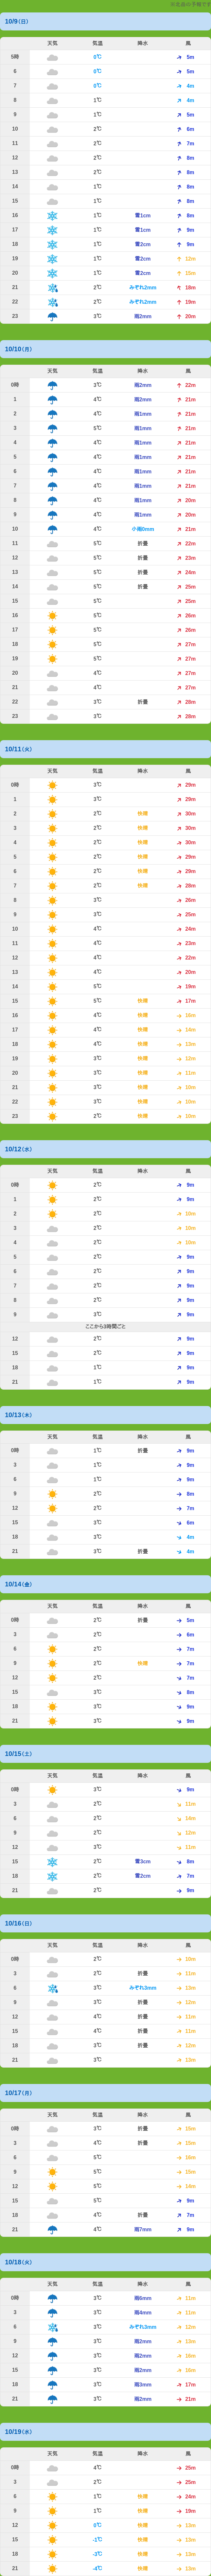 ※名岳の予報です
10/9(日)
天気 気温 降水 風
5時 0℃ 5m
6 0℃ 5m
7 0℃ 4m
8 1℃ 4m
9 1℃ 5m
10 2℃ 6m
11 2℃ 7m
12 2℃ 8m
13 2℃ 8m
14 1℃ 8m
15 1℃ 8m
16 1℃ 雪1cm 8m
17 1℃ 雪1cm 9m
18 1℃ 雪2cm 9m
19 1℃ 雪2cm 12m
20 1℃ 雪2cm 16m
21 2℃ みぞれ2mm 18m
22 2℃ みぞれ2mm 19m
23 3℃ 雨2mm 20m
10/10(月)
天気 気温 降水 風
0時 3℃ 雨2mm 22m
1 4℃ 雨2mm 21m
2 4℃ 雨1mm 21m
3 5℃ 雨1mm 21m
4 4℃ 雨1mm 21m
5 4℃ 雨1mm 21m
6 4℃ 雨1mm 21m
7 4℃ 雨1mm 21m
8 4℃ 雨1mm 20m
9 4℃ 雨1mm 20m
10 4℃ 小雨0mm 21m
11 5℃ 折畳 22m
12 5℃ 折畳 23m
13 5℃ 折畳 24m
14 5℃ 折畳 25m
15 5℃ 25m
16 5℃ 26m
17 5℃ 26m
18 5℃ 27m
19 5℃ 27m
20 4℃ 27m
21 4℃ 27m
22 3℃ 折畳 28m
23 3℃ 28m
10/11(火)
天気 気温 降水 風
0時 3℃ 29m
1 3℃ 29m
2 2℃ 快晴 30m
3 2℃ 快晴 30m
4 2℃ 快晴 30m
5 2℃ 快晴 29m
6 2℃ 快晴 29m
7 2℃ 快晴 28m
8 3℃ 26m
9 3℃ 25m
10 4℃ 24m
11 4℃ 23m
12 4℃ 22m
13 4℃ 20m
14 5℃ 19m
15 5℃ 快晴 17m
16 4℃ 快晴 16m
17 4℃ 快晴 14m
18 4℃ 快晴 13m
19 3℃ 快晴 12m
20 3℃ 快晴 11m
21 3℃ 快晴 10m
22 3℃ 快晴 10m
23 2℃ 快晴 10m
10/12(水)
天気 気温 降水 風
0時 2℃ 9m
1 2℃ 9m
2 2℃ 10m
3 2℃ 10m
4 2℃ 10m
5 2℃ 9m
6 2℃ 9m
7 2℃ 9m
8 2℃ 9m
9 3℃ 9m
ここから3時間ごと
12 2℃ 9m
15 2℃ 9m
18 1℃ 9m
21 1℃ 9m
10/13(木)
天気 気温 降水 風
0時 1℃ 折畳 9m
3 1℃ 9m
6 1℃ 9m
9 2℃ 8m
12 2℃ 7m
15 3℃ 6m
18 3℃ 4m
21 3℃ 折畳 4m
10/14(金)
天気 気温 降水 風
0時 2℃ 折畳 5m
3 2℃ 6m
6 2℃ 7m
9 2℃ 快晴 7m
12 2℃ 7m
15 3℃ 8m
18 3℃ 9m
21 3℃ 9m
10/15(土)
天気 気温 降水 風
0時 3℃ 9m
3 2℃ 11m
6 2℃ 14m
9 2℃ 12m
12 3℃ 11m
15 2℃ 雪3cm 8m
18 2℃ 雪2cm 7m
21 2℃ 9m
10/16(日)
天気 気温 降水 風
0時 2℃ 10m
3 2℃ 折畳 11m
6 3℃ みぞれ3mm 13m
9 3℃ 折畳 12m
12 4℃ 折畳 11m
15 4℃ 折畳 11m
18 3℃ 折畳 12m
21 3℃ 13m
10/17(月)
天気 気温 降水 風
0時 3℃ 折畳 15m
3 4℃ 折畳 15m
6 5℃ 16m
9 5℃ 15m
12 5℃ 14m
15 5℃ 9m
18 4℃ 折畳 7m
21 4℃ 雨7mm 9m
10/18(火)
天気 気温 降水 風
0時 3℃ 雨6mm 11m
3 3℃ 雨4mm 11m
6 3℃ みぞれ3mm 12m
9 3℃ 雨2mm 13m
12 3℃ 雨2mm 16m
15 3℃ 雨2mm 16m
18 4℃ 雨3mm 17m
21 4℃ 雨2mm 21m
10/19(水)
天気 気温 降水 風
0時 4℃ 25m
3 2℃ 25m
6 1℃ 快晴 24m
9 1℃ 快晴 19m
12 0℃ 快晴 13m
15 -1℃ 快晴 13m
18 -3℃ 快晴 13m
21 -4℃ 快晴 13m